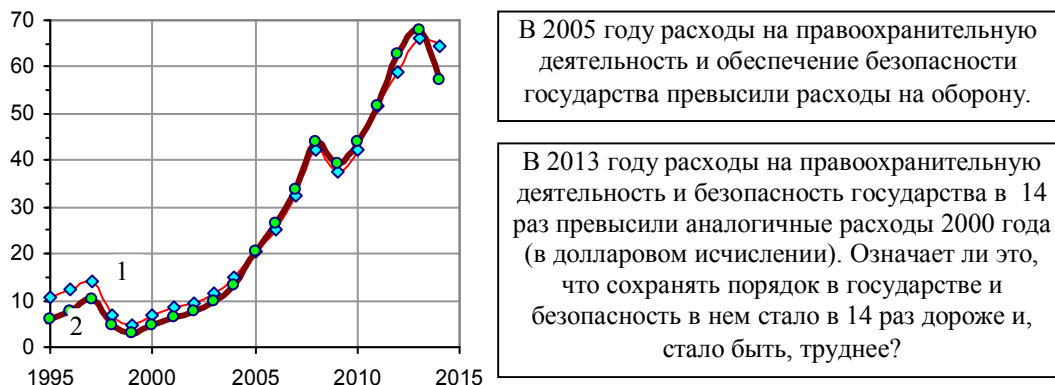 70
60
50
40
30
20
10
0
1
2
1995 2000 2005 2010 2015
В 2005 году расходы на правоохранительную
деятельность и обеспечение безопасности
государства превысили расходы на оборону.
В 2013 году расходы на правоохранительную
деятельность и безопасность государства в 14
раз превысили аналогичные расходы 2000 года
(в долларовом исчислении). Означает ли это,
что сохранять порядок в государстве и
безопасность в нем стало в 14 раз дороже и,
стало быть, труднее?